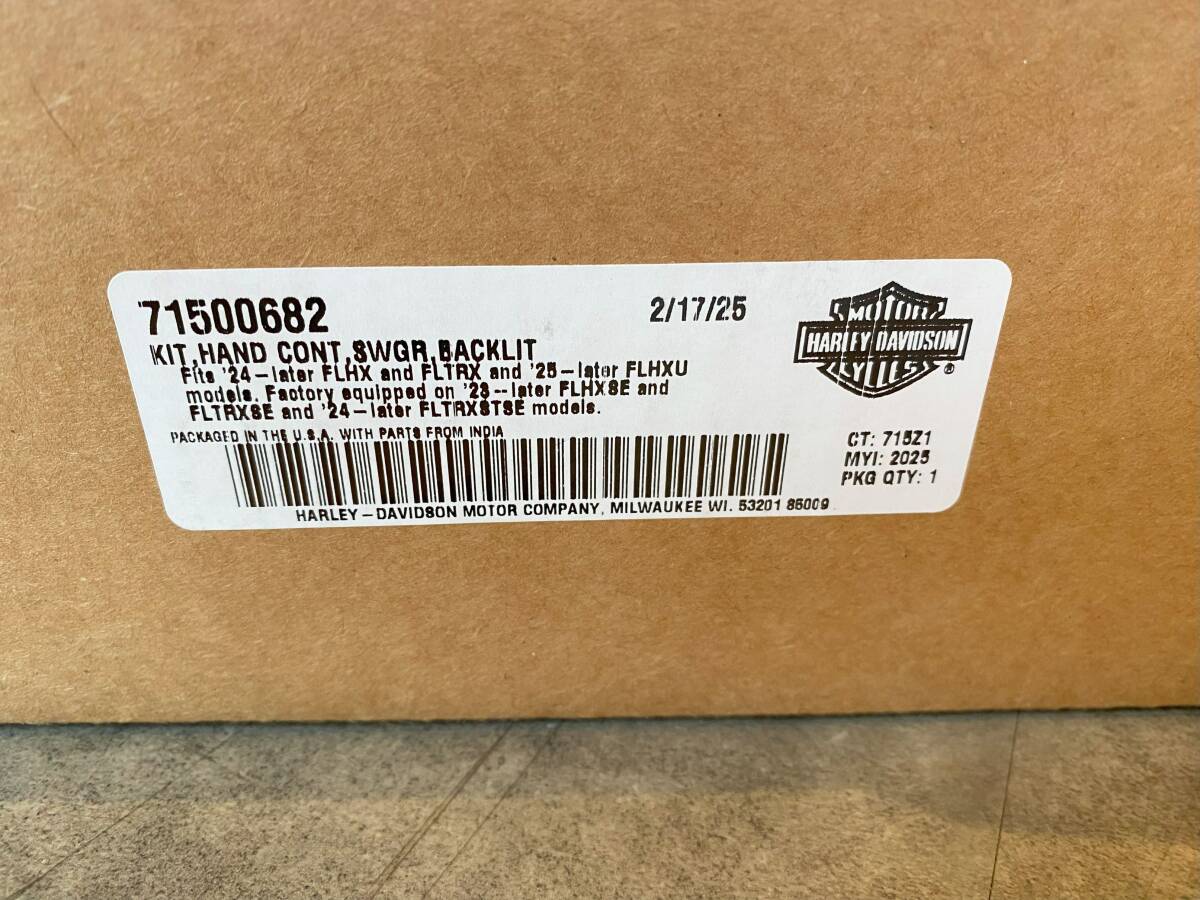 71500682
2/17/25
KIT,HAND CONT,SWGR,BACKLIT
Fits '24-later FLHX and FLTRX and '25-later FLHXU
models. Factory equipped on '23--later FLHXSE and
FLTRXSE and '24-later FLTRXSTSE models.
PACKAGED IN THE U.S.A. WITH PARTS FROM INDIA
HARLEY-DAVIDSON MOTOR COMPANY, MILWAUKEE WI. 53201 85009
MOTOR
HARLEY-DAVIDSON
CYCLES
®
CT: 715Z1
MYI: 2025
PKG QTY: 1